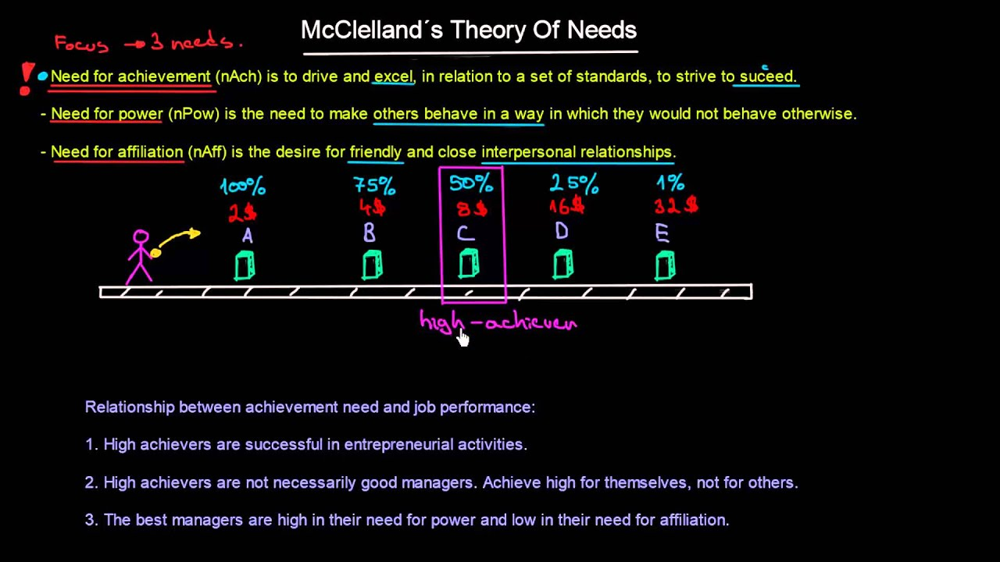 McClelland´s Theory Of Needs
Focus → 3 needs.
! • Need for achievement (nAch) is to drive and excel, in relation to a set of standards, to strive to suceed.
c
- Need for power (nPow) is the need to make others behave in a way in which they would not behave otherwise.
- Need for affiliation (nAff) is the desire for friendly and close interpersonal relationships.
100% 75% 50% 25% 1%
2$ 4$ 8$ 16$ 32$
A B C D E
high-achiever
Relationship between achievement need and job performance:
1. High achievers are successful in entrepreneurial activities.
2. High achievers are not necessarily good managers. Achieve high for themselves, not for others.
3. The best managers are high in their need for power and low in their need for affiliation.